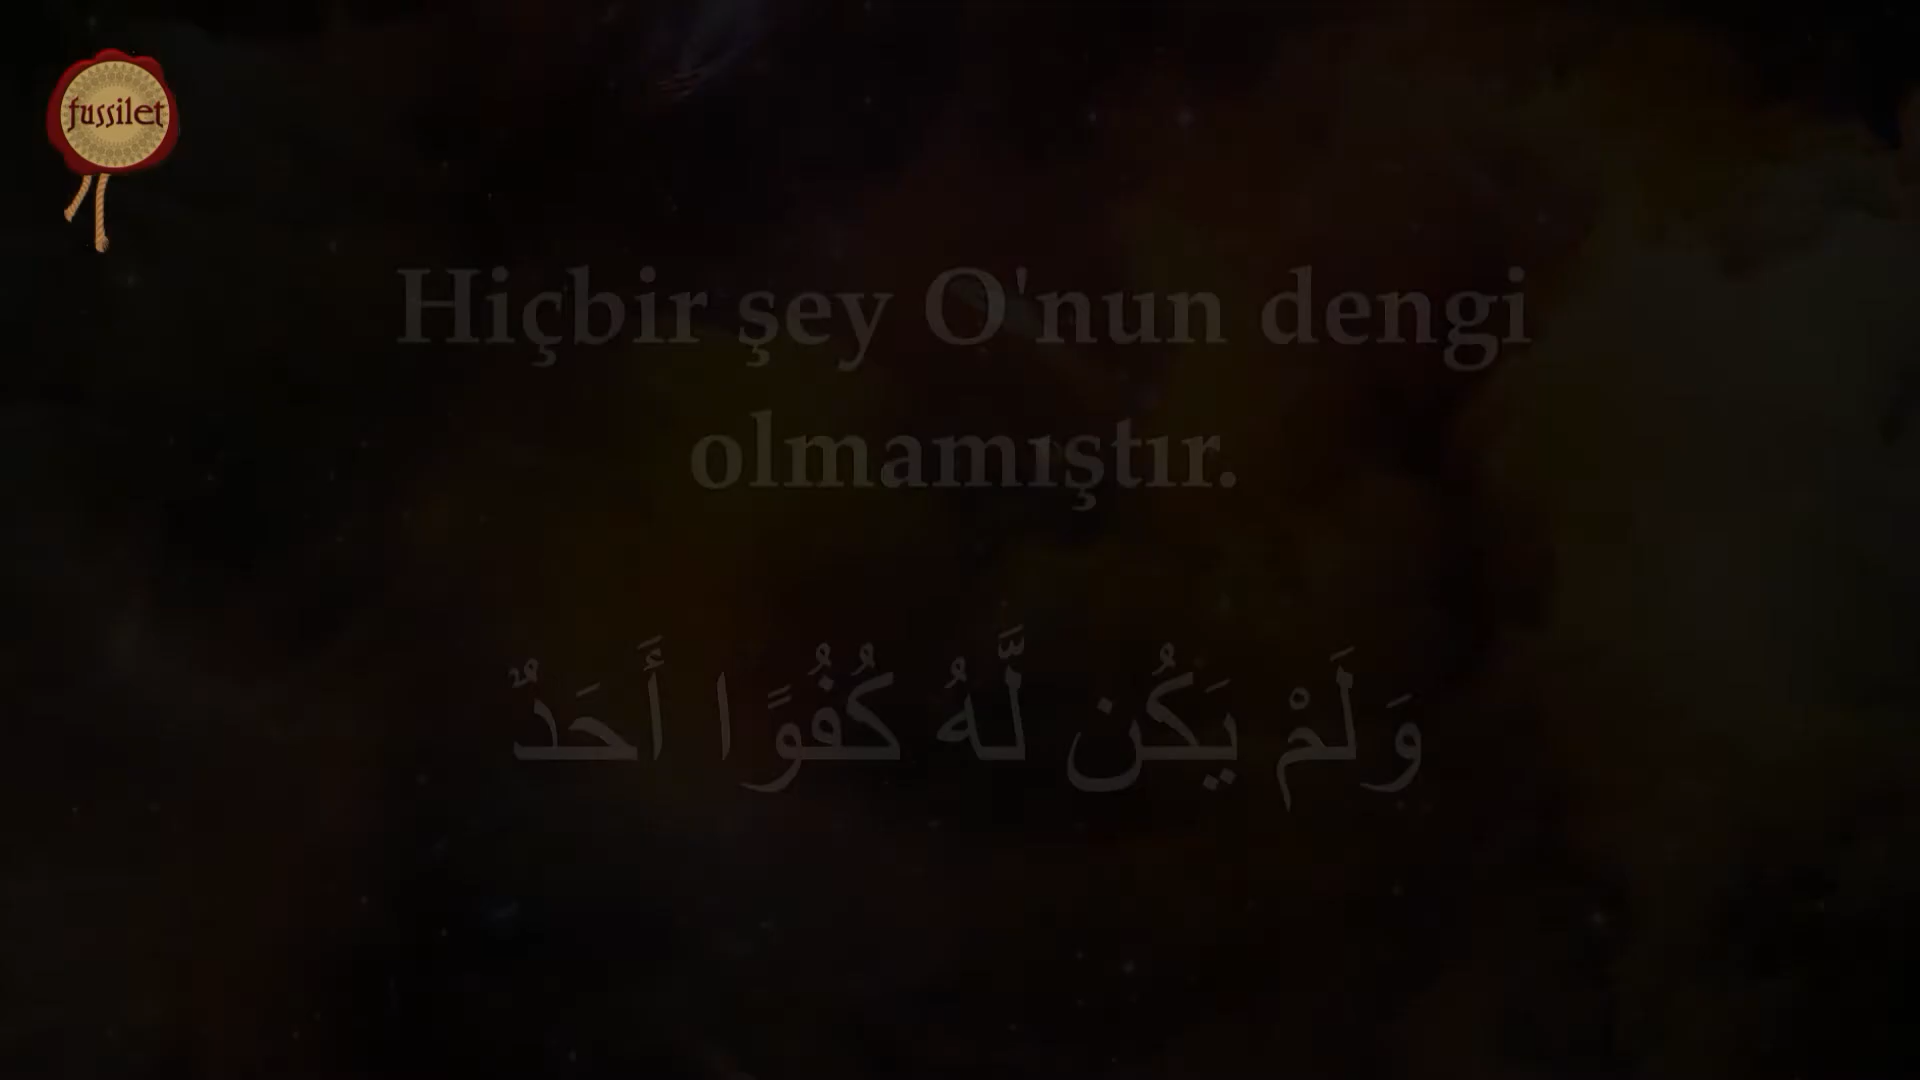 fussilet
Hiçbir şey O'nun dengi
olmamıştır.
وَلَمْ يَكُن لَّهُ كُفُوًا أَحَدٌ